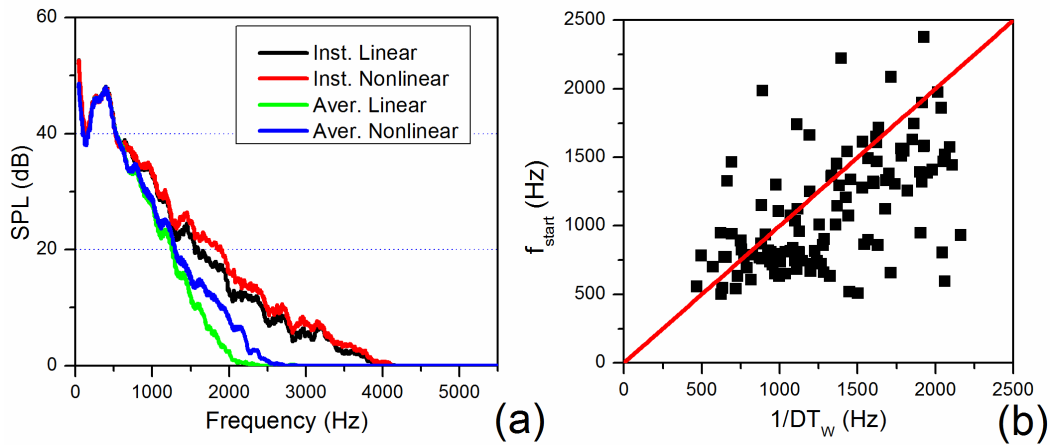 60
40
20
0
SPL (dB)
Inst. Linear
Inst. Nonlinear
Aver. Linear
Aver. Nonlinear
0 1000 2000 3000 4000 5000
Frequency (Hz)
(a)
2500
2000
1500
1000
500
0
f_start (Hz)
0 500 1000 1500 2000 2500
1/DT_W (Hz)
(b)